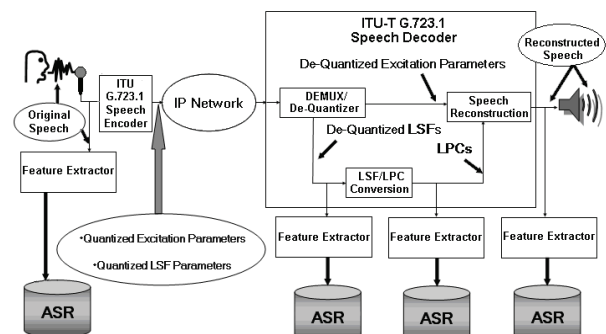 ITU-T G.723.1
Speech Decoder
Reconstructed
Speech
De-Quantized Excitation Parameters
ITU
G.723.1
Speech
Encoder
IP Network
DEMUX/
De-Quantizer
Speech
Reconstruction
Original
Speech
De-Quantized LSFs
LPCs
Feature Extractor
LSF/LPC
Conversion
•Quantized Excitation Parameters
•Quantized LSF Parameters
Feature Extractor
Feature Extractor
Feature Extractor
ASR
ASR
ASR
ASR